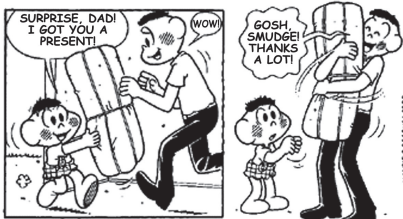 SURPRISE, DAD!
I GOT YOU A
PRESENT!
WOW!
GOSH,
SMUDGE!
THANKS
A LOT!